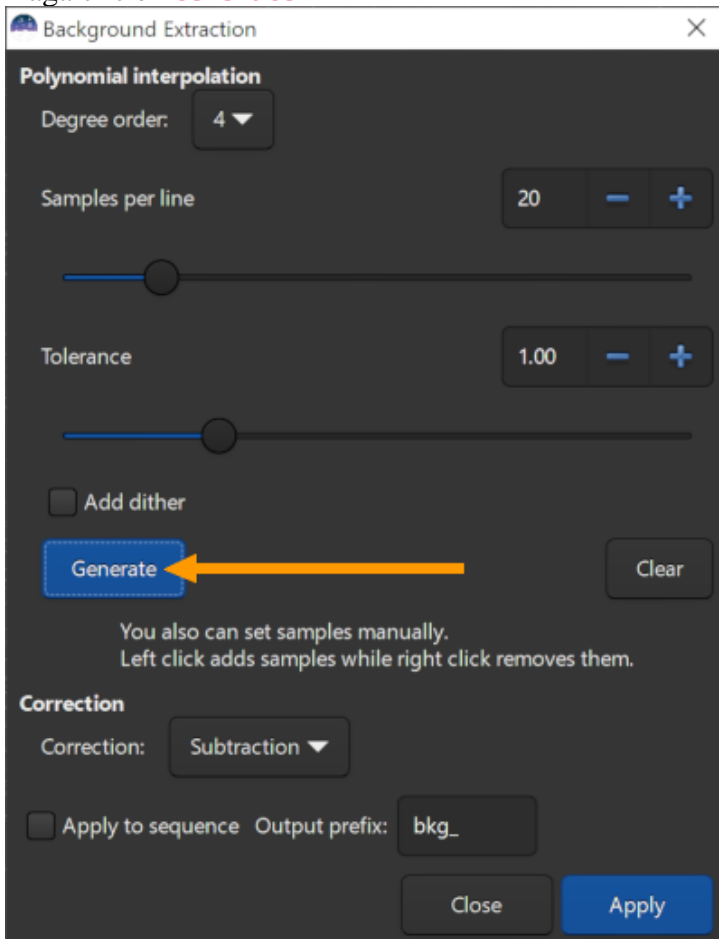 Background Extraction
Polynomial interpolation
Degree order: 4
Samples per line 20
Tolerance 1.00
Add dither
Generate Clear
You also can set samples manually.
Left click adds samples while right click removes them.
Correction
Correction: Subtraction
Apply to sequence Output prefix: bkg_
Close Apply